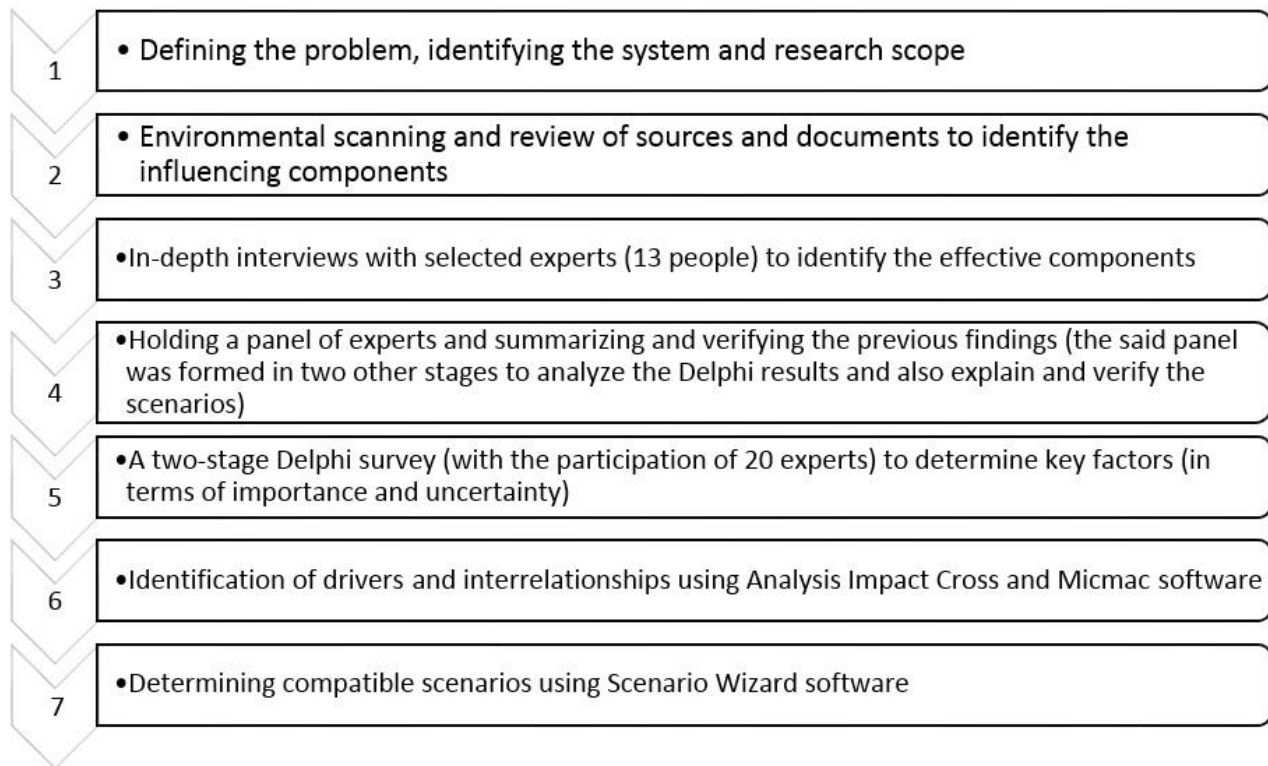 1
• Defining the problem, identifying the system and research scope
2
• Environmental scanning and review of sources and documents to identify the
influencing components
3
•In-depth interviews with selected experts (13 people) to identify the effective components
4
•Holding a panel of experts and summarizing and verifying the previous findings (the said panel
was formed in two other stages to analyze the Delphi results and also explain and verify the
scenarios)
5
•A two-stage Delphi survey (with the participation of 20 experts) to determine key factors (in
terms of importance and uncertainty)
6
•Identification of drivers and interrelationships using Analysis Impact Cross and Micmac software
7
•Determining compatible scenarios using Scenario Wizard software